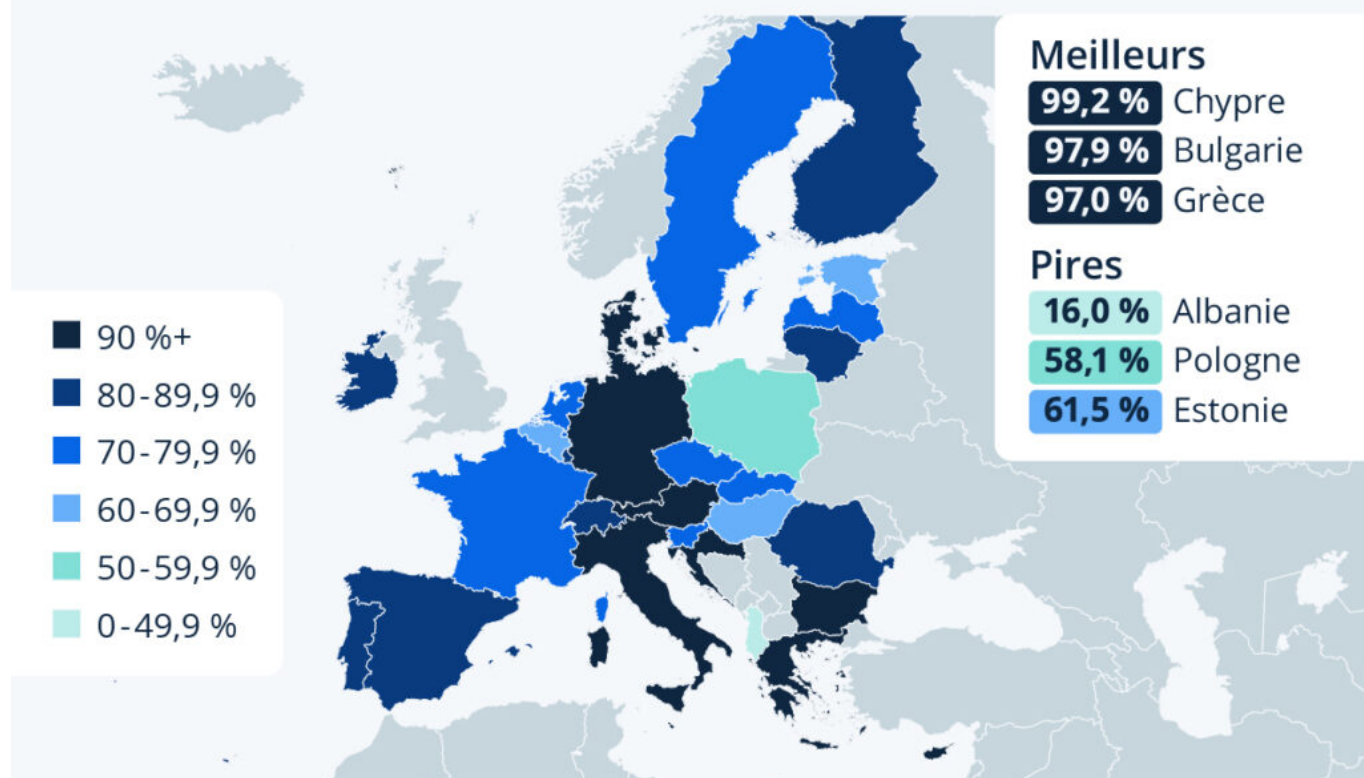 Meilleurs
99,2 % Chypre
97,9 % Bulgarie
97,0 % Grèce
Pires
16,0 % Albanie
58,1 % Pologne
61,5 % Estonie
90 %+
80-89,9 %
70-79,9 %
60-69,9 %
50-59,9 %
0-49,9 %